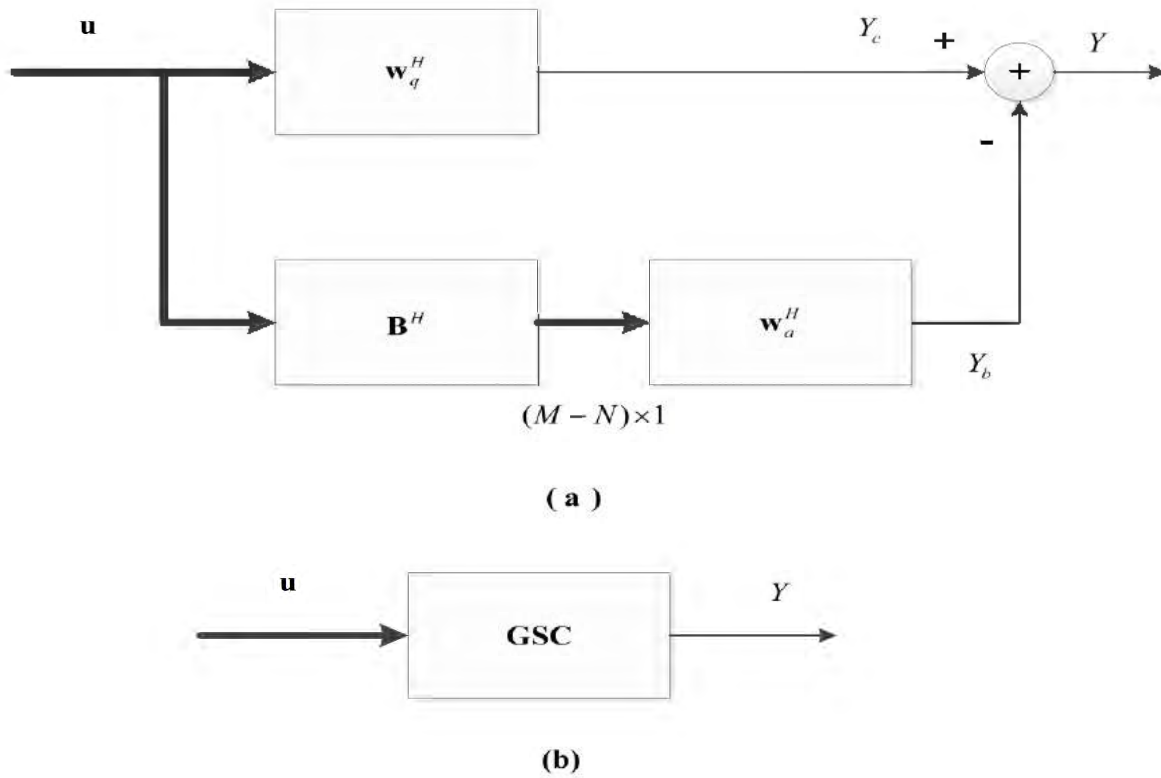 u
w_q^H
Y_c
+
+
Y
-
B^H
w_a^H
Y_b
(M − N)×1
( a )
u
GSC
Y
(b)